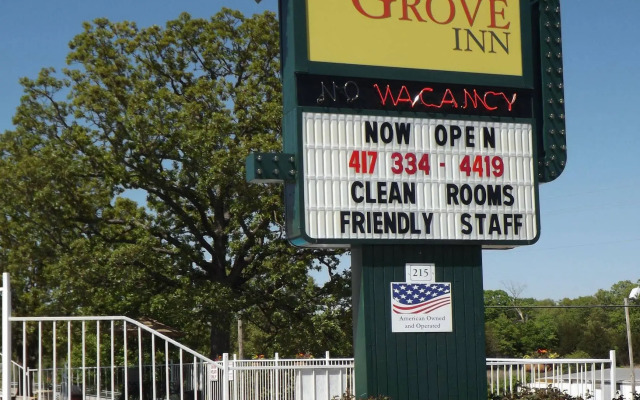 GROVE
INN
NO VACANCY
NOW OPEN
417 334 - 4419
CLEAN ROOMS
FRIENDLY STAFF
215
American Owned
and Operated